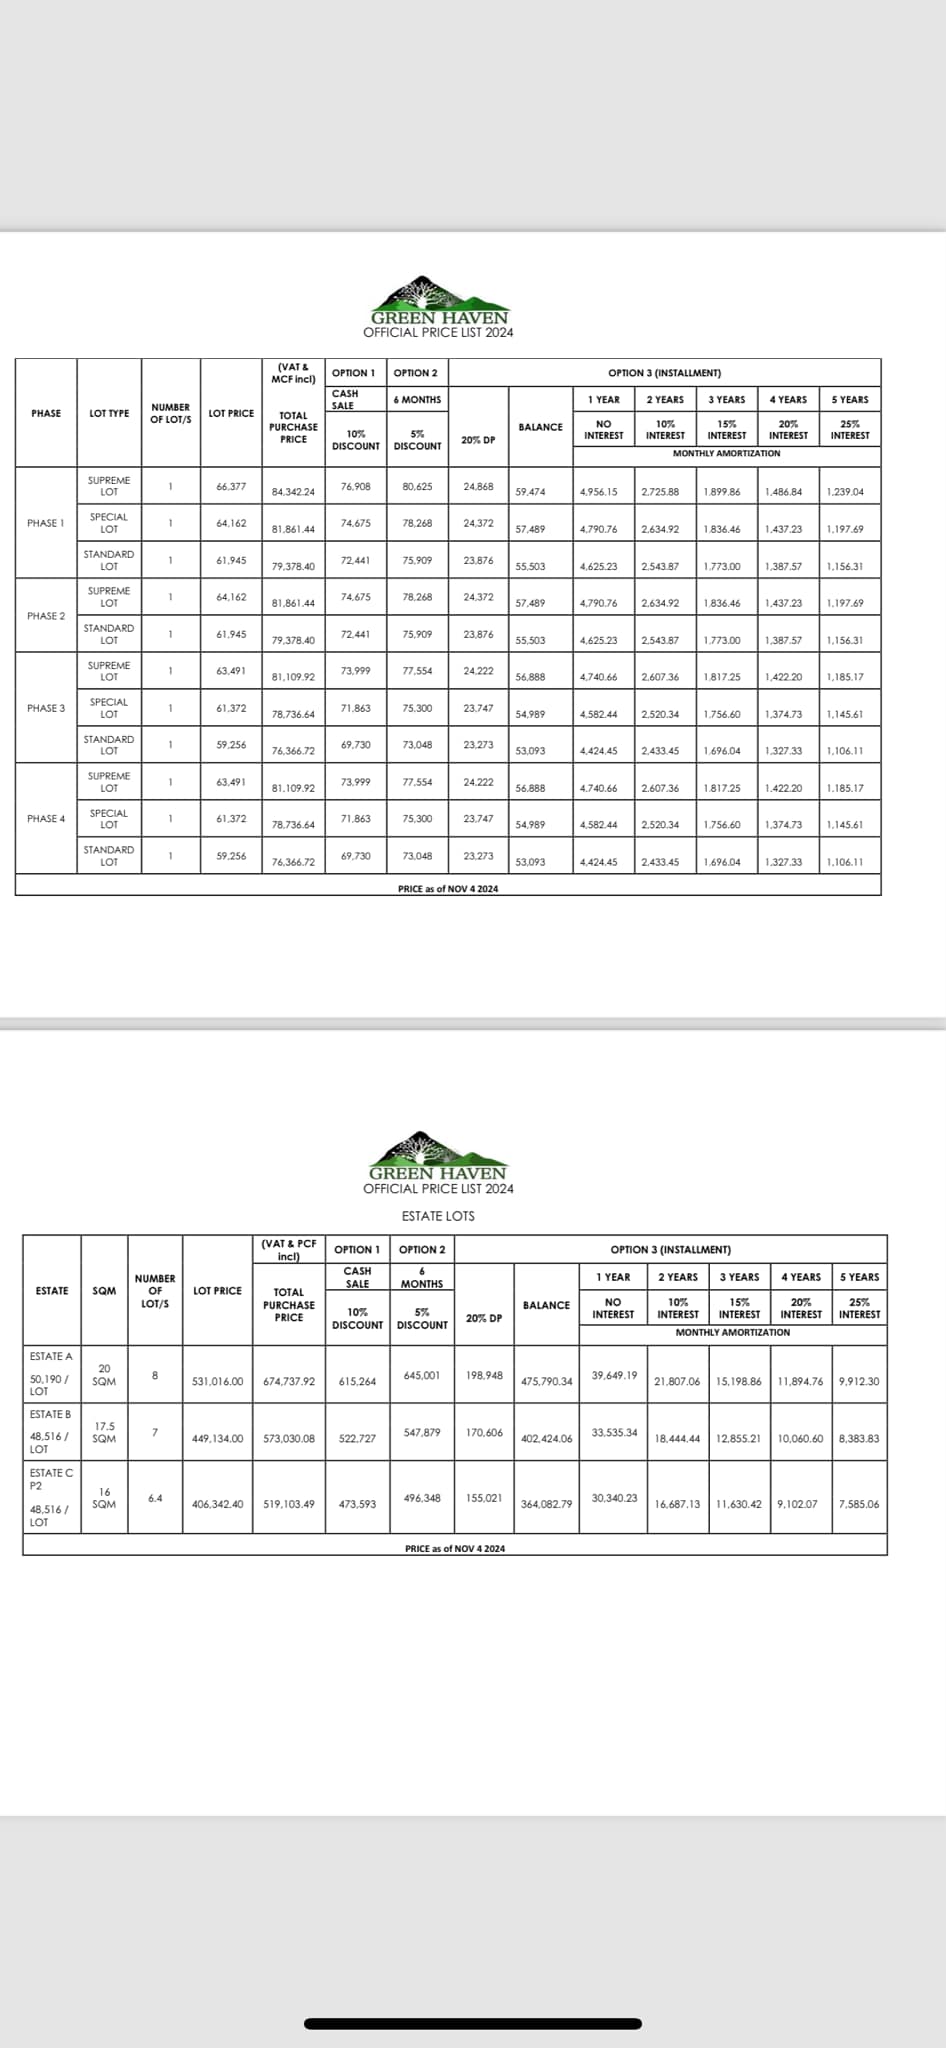 GREEN HAVEN
OFFICIAL PRICE LIST 2024
PHASE LOT TYPE NUMBER OF LOT/S LOT PRICE (VAT & MCF incl) TOTAL PURCHASE PRICE OPTION 1 CASH SALE 10% DISCOUNT OPTION 2 6 MONTHS 5% DISCOUNT 20% DP BALANCE OPTION 3 (INSTALLMENT)
1 YEAR 2 YEARS 3 YEARS 4 YEARS 5 YEARS
NO INTEREST 10% INTEREST 15% INTEREST 20% INTEREST 25% INTEREST
MONTHLY AMORTIZATION
PHASE 1 SUPREME LOT 1 66,377 84,342.24 76,908 80,625 24,868 59,474 4,956.15 2,725.88 1,899.86 1,486.84 1,239.04
SPECIAL LOT 1 64,162 81,861.44 74,675 78,268 24,372 57,489 4,790.76 2,634.92 1,836.46 1,437.23 1,197.69
STANDARD LOT 1 61,945 79,378.40 72,441 75,909 23,876 55,503 4,625.23 2,543.87 1,773.00 1,387.57 1,156.31
PHASE 2 SUPREME LOT 1 64,162 81,861.44 74,675 78,268 24,372 57,489 4,790.76 2,634.92 1,836.46 1,437.23 1,197.69
STANDARD LOT 1 61,945 79,378.40 72,441 75,909 23,876 55,503 4,625.23 2,543.87 1,773.00 1,387.57 1,156.31
PHASE 3 SUPREME LOT 1 63,491 81,109.92 73,999 77,554 24,222 56,888 4,740.66 2,607.36 1,817.25 1,422.20 1,185.17
SPECIAL LOT 1 61,372 78,736.64 71,863 75,300 23,747 54,989 4,582.44 2,520.34 1,756.60 1,374.73 1,145.61
STANDARD LOT 1 59,256 76,366.72 69,730 73,048 23,273 53,093 4,424.45 2,433.45 1,696.04 1,327.33 1,106.11
PHASE 4 SUPREME LOT 1 63,491 81,109.92 73,999 77,554 24,222 56,888 4,740.66 2,607.36 1,817.25 1,422.20 1,185.17
SPECIAL LOT 1 61,372 78,736.64 71,863 75,300 23,747 54,989 4,582.44 2,520.34 1,756.60 1,374.73 1,145.61
STANDARD LOT 1 59,256 76,366.72 69,730 73,048 23,273 53,093 4,424.45 2,433.45 1,696.04 1,327.33 1,106.11
PRICE as of NOV 4 2024
GREEN HAVEN
OFFICIAL PRICE LIST 2024
ESTATE LOTS
ESTATE SQM NUMBER OF LOT/S LOT PRICE (VAT & PCF incl) TOTAL PURCHASE PRICE OPTION 1 CASH SALE 10% DISCOUNT OPTION 2 6 MONTHS 5% DISCOUNT 20% DP BALANCE OPTION 3 (INSTALLMENT)
1 YEAR 2 YEARS 3 YEARS 4 YEARS 5 YEARS
NO INTEREST 10% INTEREST 15% INTEREST 20% INTEREST 25% INTEREST
MONTHLY AMORTIZATION
ESTATE A 50,190 / LOT 20 SQM 8 531,016.00 674,737.92 615,264 645,001 198,948 475,790.34 39,649.19 21,807.06 15,198.86 11,894.76 9,912.30
ESTATE B 48,516 / LOT 17.5 SQM 7 449,134.00 573,030.08 522,727 547,879 170,606 402,424.06 33,535.34 18,444.44 12,855.21 10,060.60 8,383.83
ESTATE C P2 48,516 / LOT 16 SQM 6.4 406,342.40 519,103.49 473,593 496,348 155,021 364,082.79 30,340.23 16,687.13 11,630.42 9,102.07 7,585.06
PRICE as of NOV 4 2024